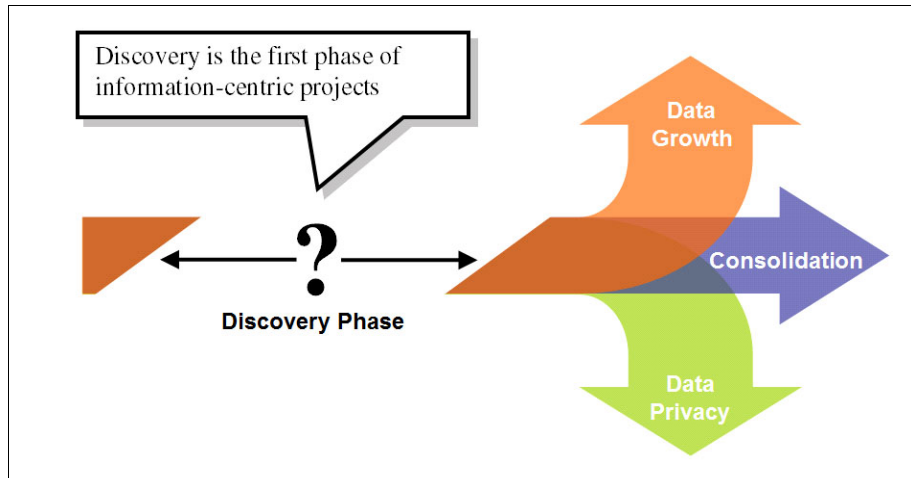 Discovery is the first phase of
information-centric projects
Data
Growth
?
Consolidation
Discovery Phase
Data
Privacy